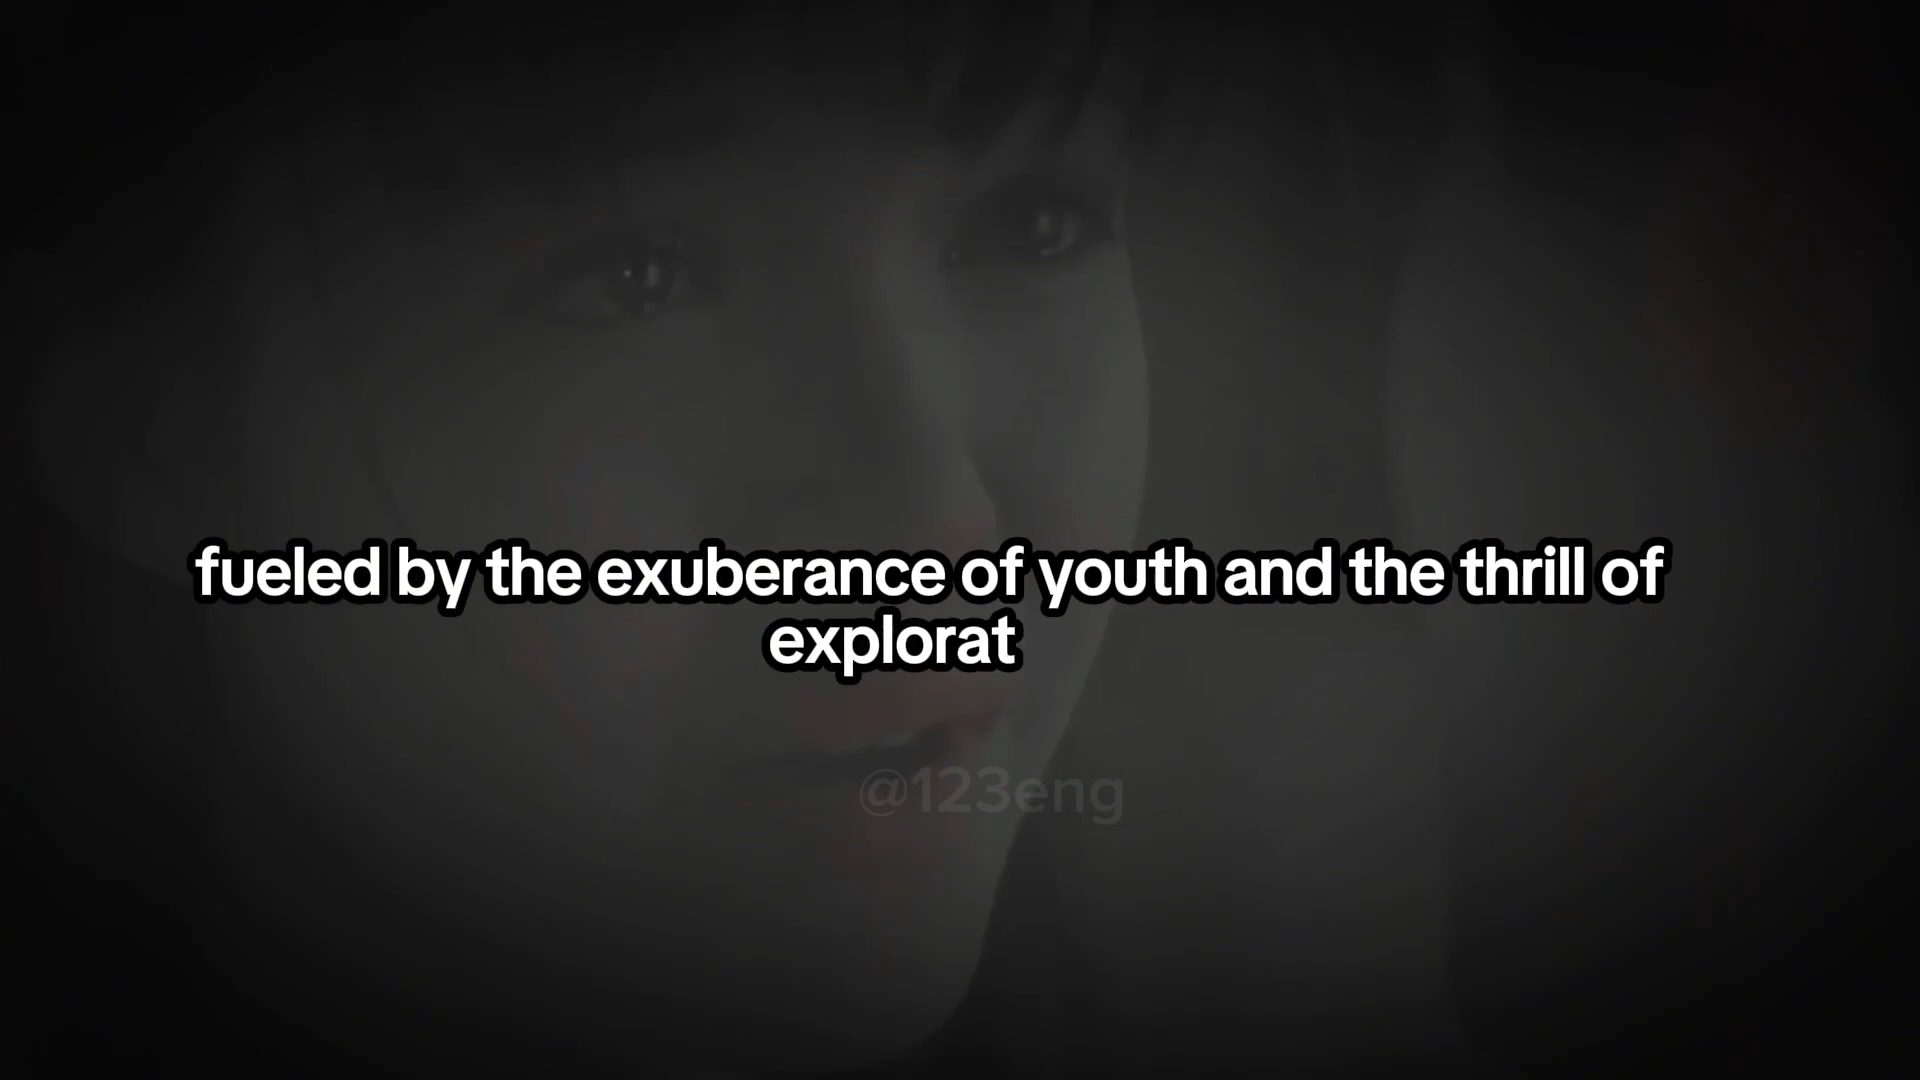 fueled by the exuberance of youth and the thrill of
explorat
@123eng